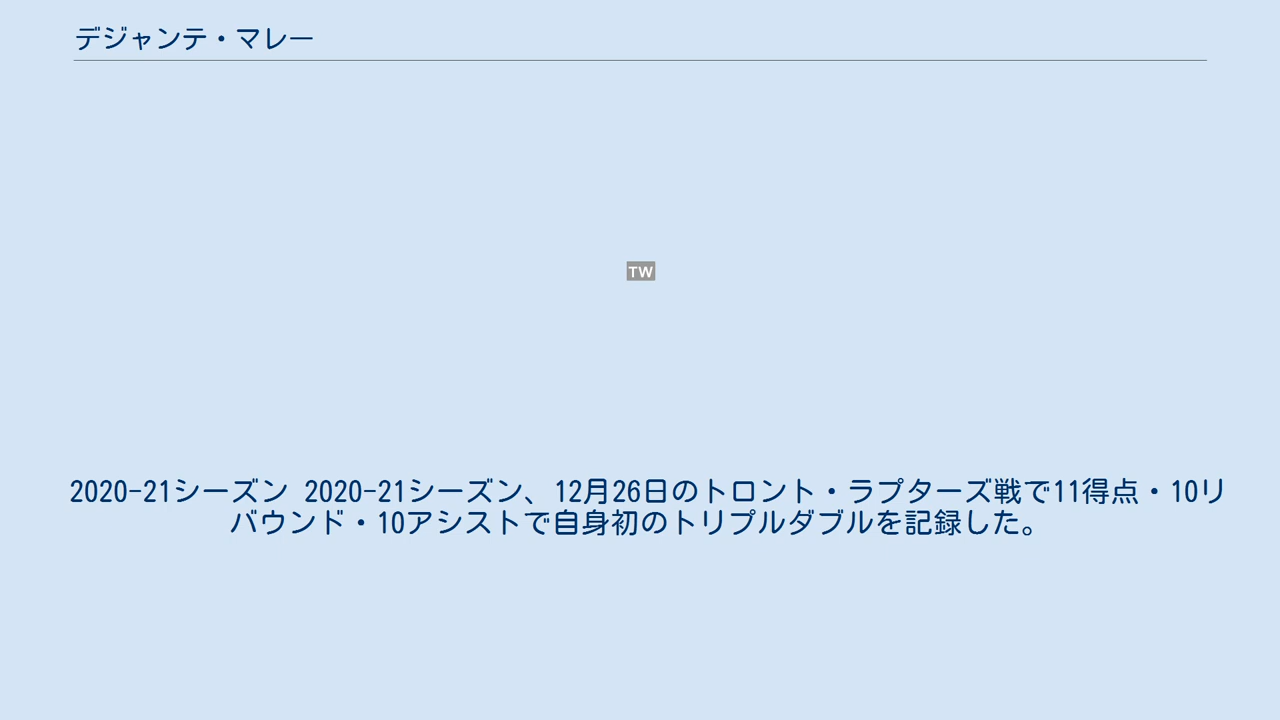 デジャンテ・マレー
TW
2020-21シーズン 2020-21シーズン、12月26日のトロント・ラプターズ戦で11得点・10リ
バウンド・10アシストで自身初のトリプルダブルを記録した。